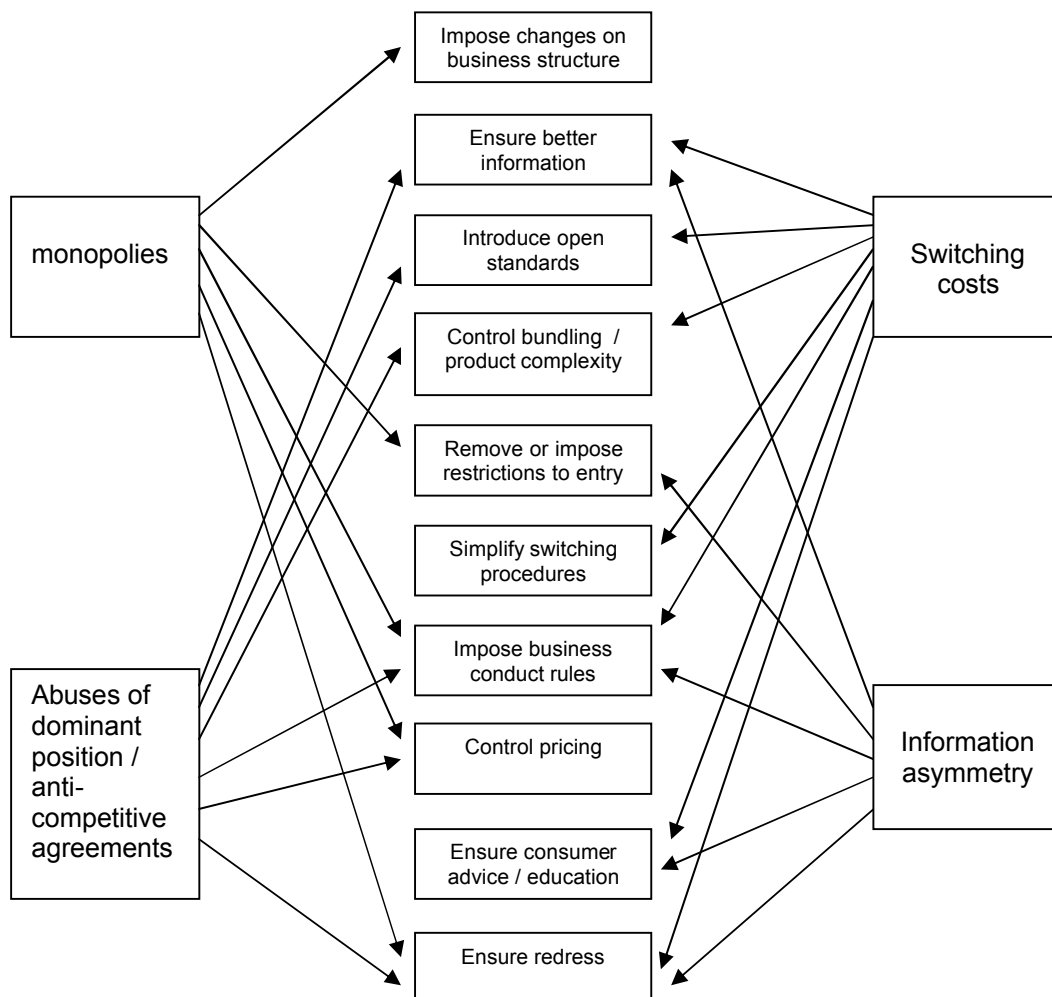 Impose changes on
business structure
Ensure better
information
monopolies
Introduce open
standards
Switching
costs
Control bundling / 
product complexity
Remove or impose
restrictions to entry
Simplify switching
procedures
Impose business
conduct rules
Abuses of
dominant
position /
anti-
competitive
agreements
Control pricing
Information
asymmetry
Ensure consumer
advice / education
Ensure redress